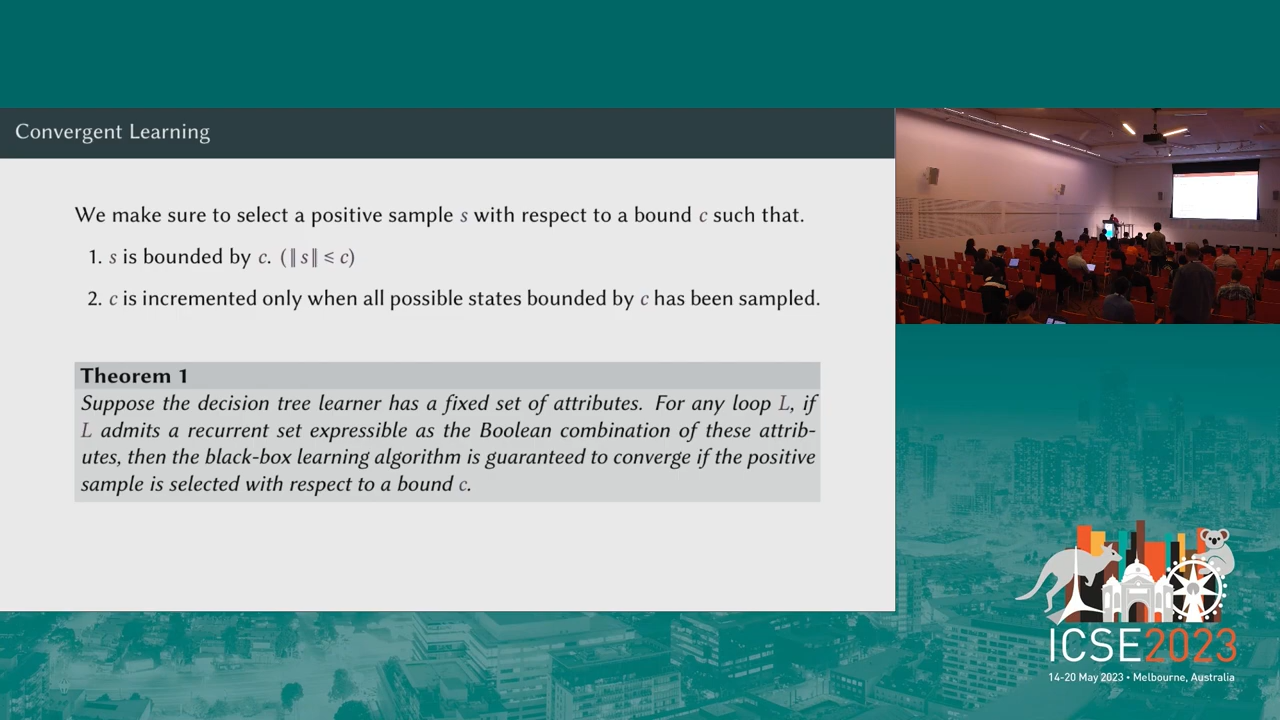 Convergent Learning
We make sure to select a positive sample s with respect to a bound c such that.
1. s is bounded by c. (‖s‖ ≤ c)
2. c is incremented only when all possible states bounded by c has been sampled.
Theorem 1
Suppose the decision tree learner has a fixed set of attributes. For any loop L, if
L admits a recurrent set expressible as the Boolean combination of these attrib-
utes, then the black-box learning algorithm is guaranteed to converge if the positive
sample is selected with respect to a bound c.
ICSE2023
14-20 May 2023 • Melbourne, Australia